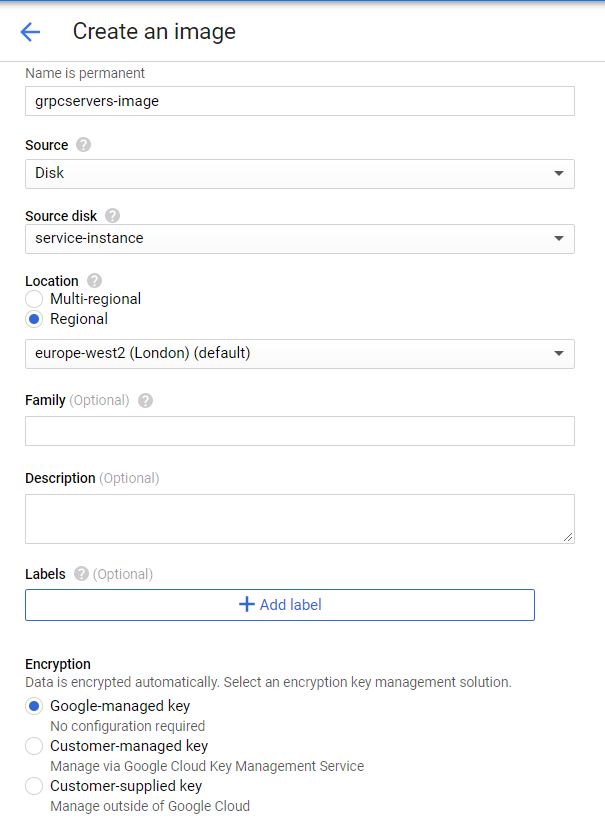 Create an image
Name is permanent
grpcservers-image
Source ?
Disk
Source disk ?
service-instance
Location ?
Multi-regional
Regional
europe-west2 (London) (default)
Family (Optional) ?
Description (Optional)
Labels ? (Optional)
+ Add label
Encryption
Data is encrypted automatically. Select an encryption key management solution.
Google-managed key
No configuration required
Customer-managed key
Manage via Google Cloud Key Management Service
Customer-supplied key
Manage outside of Google Cloud